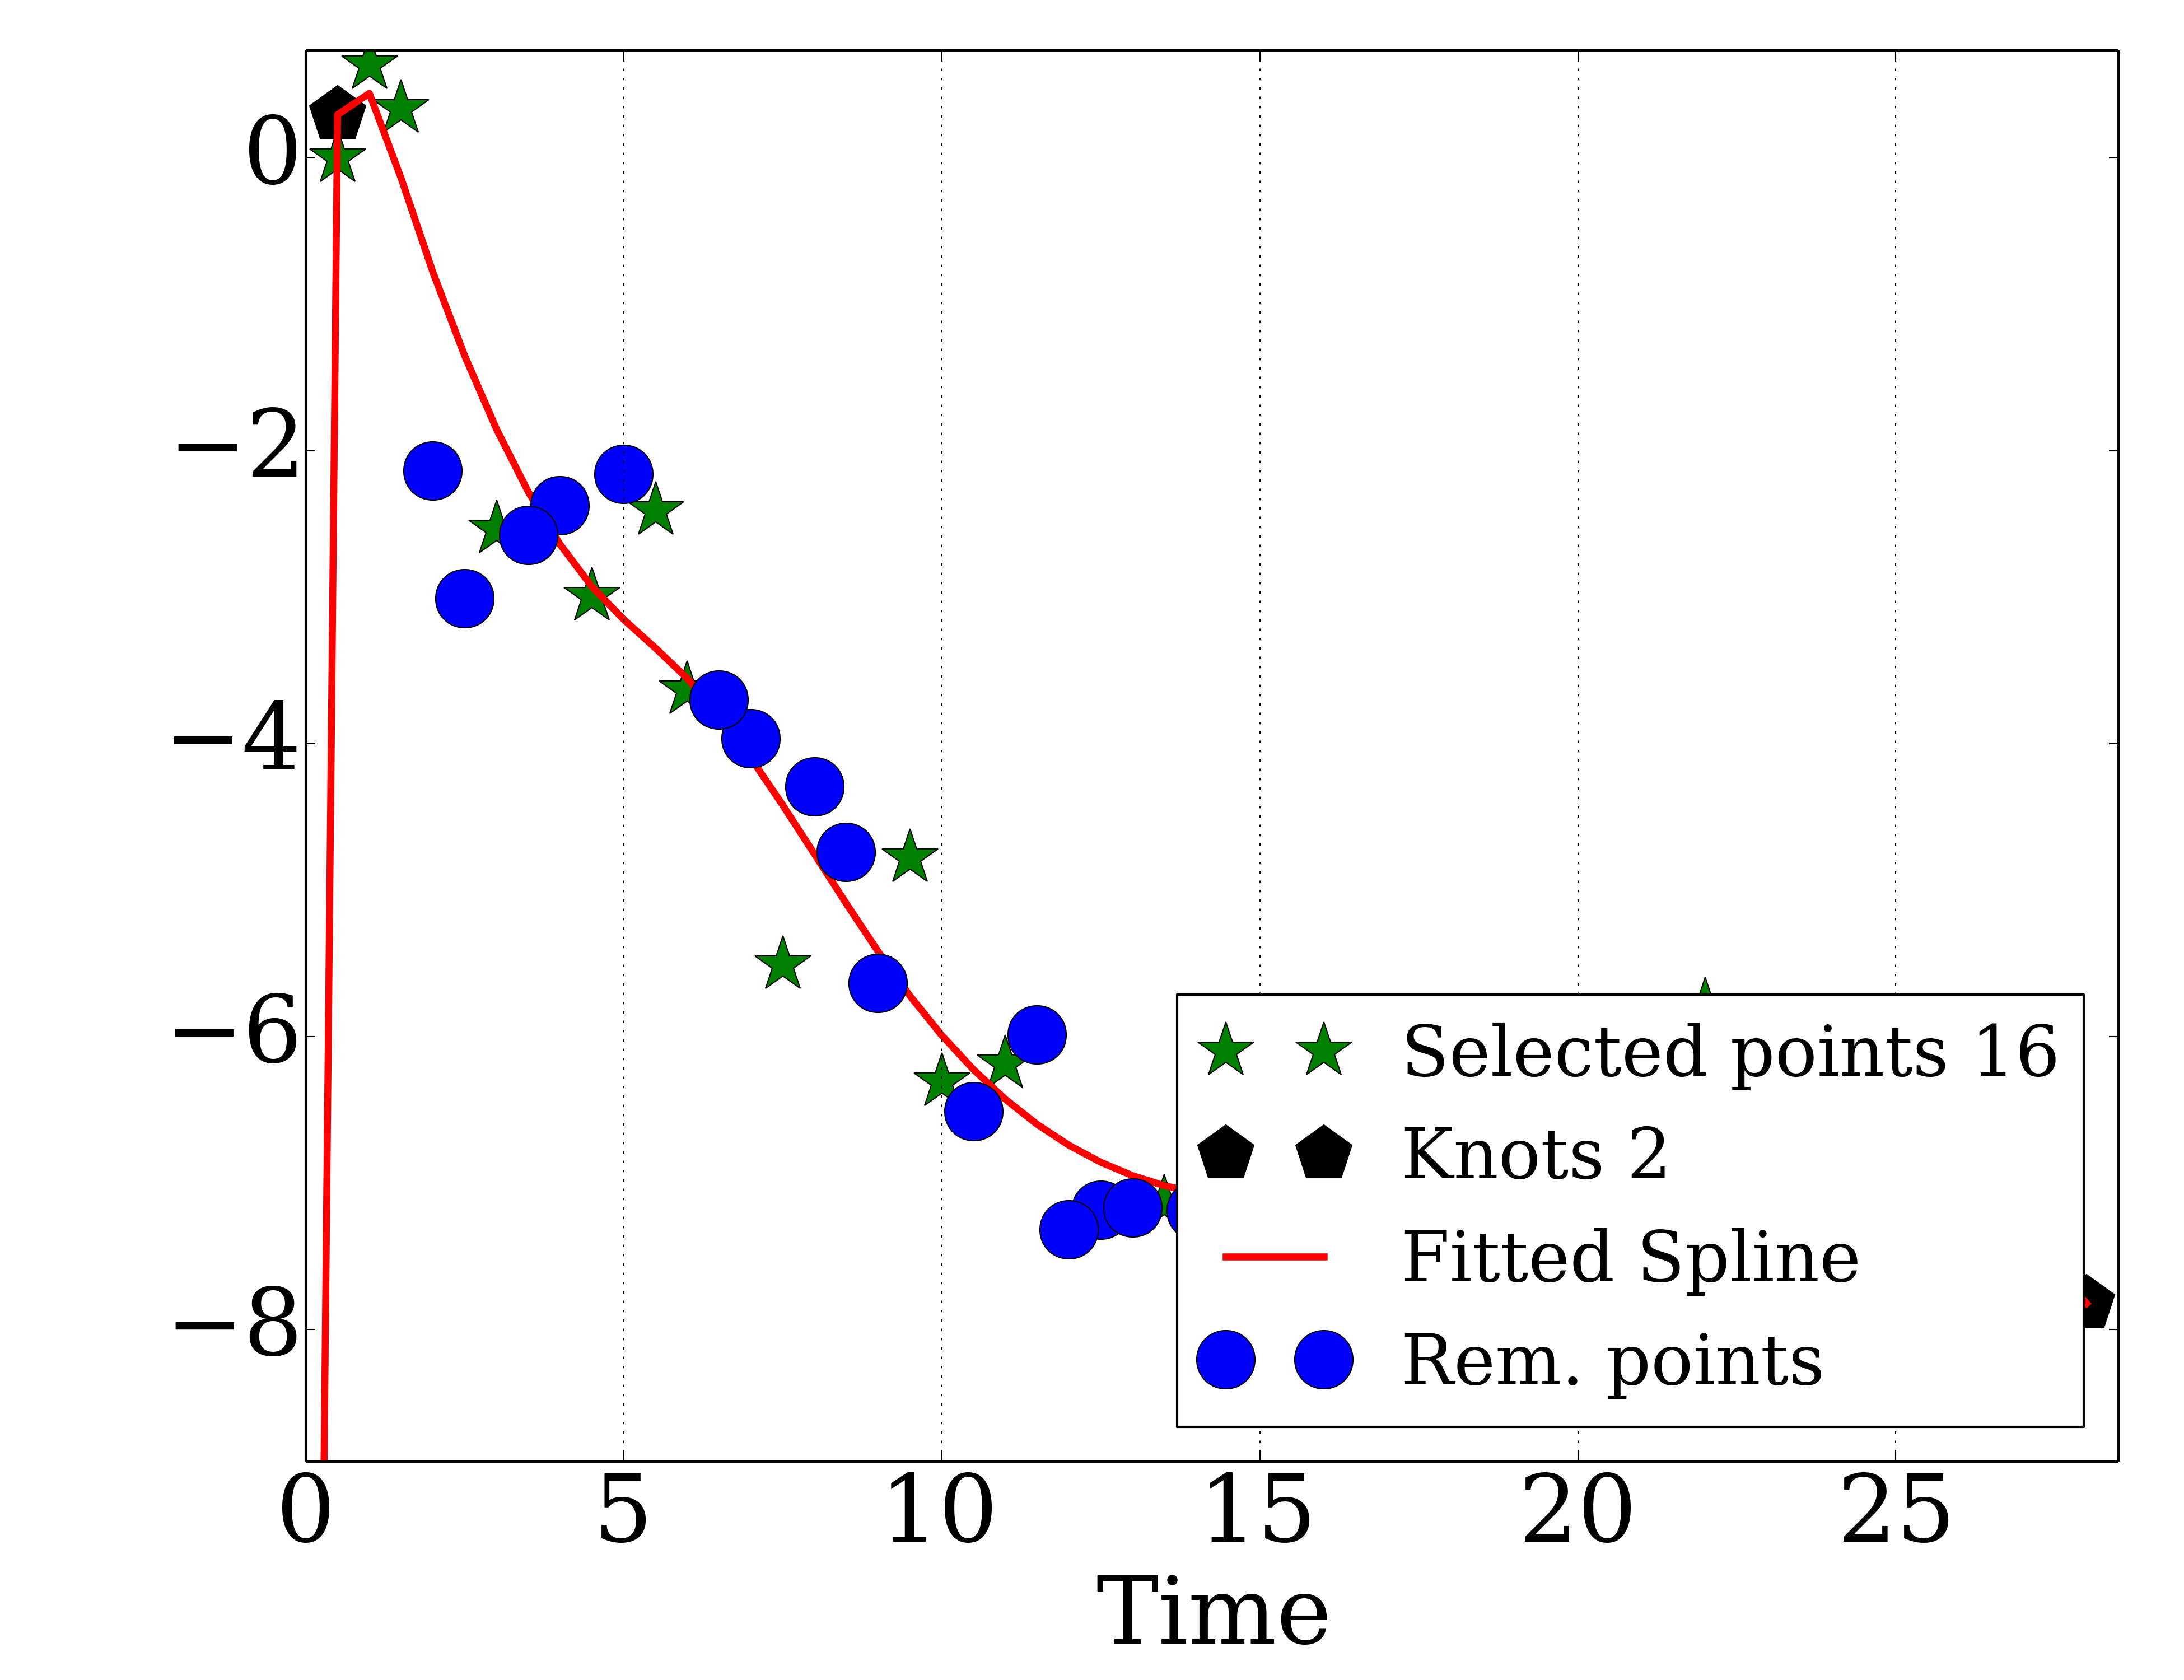 0
−2
−4
−6
−8
Selected points 16
Knots 2
Fitted Spline
Rem. points
0 5 10 15 20 25
Time